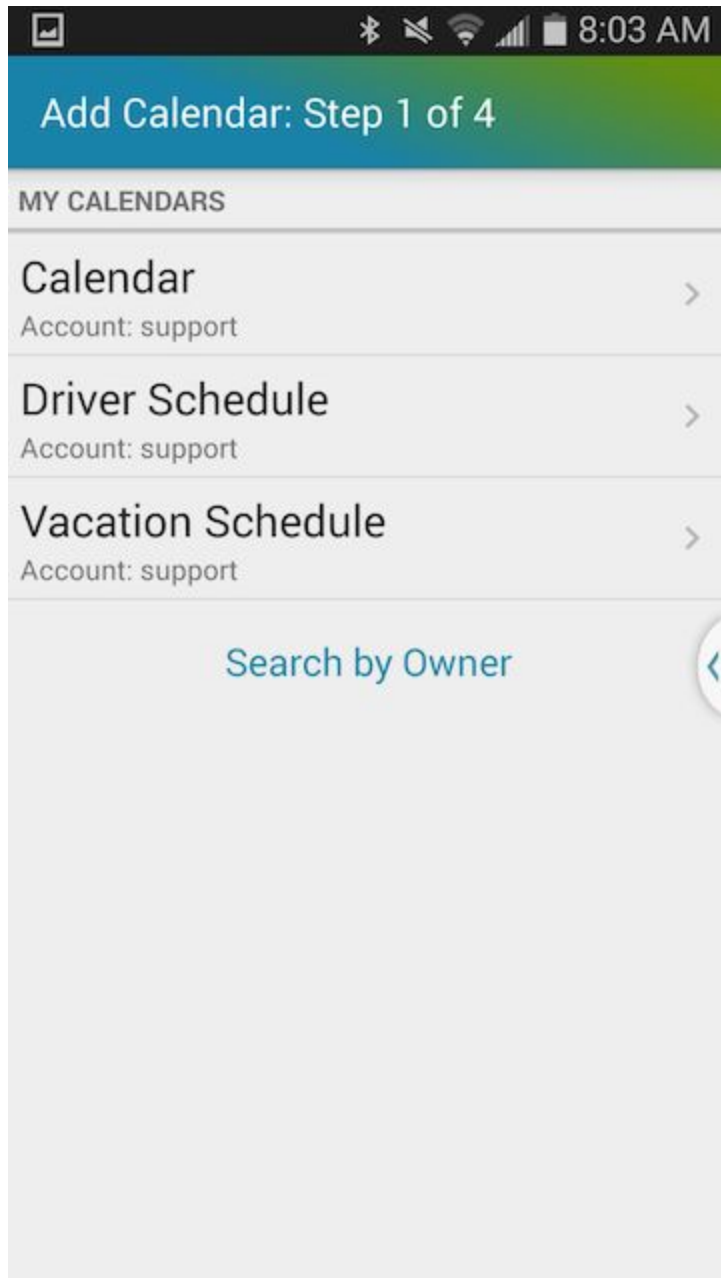 8:03 AM
Add Calendar: Step 1 of 4
MY CALENDARS
Calendar
Account: support
Driver Schedule
Account: support
Vacation Schedule
Account: support
Search by Owner